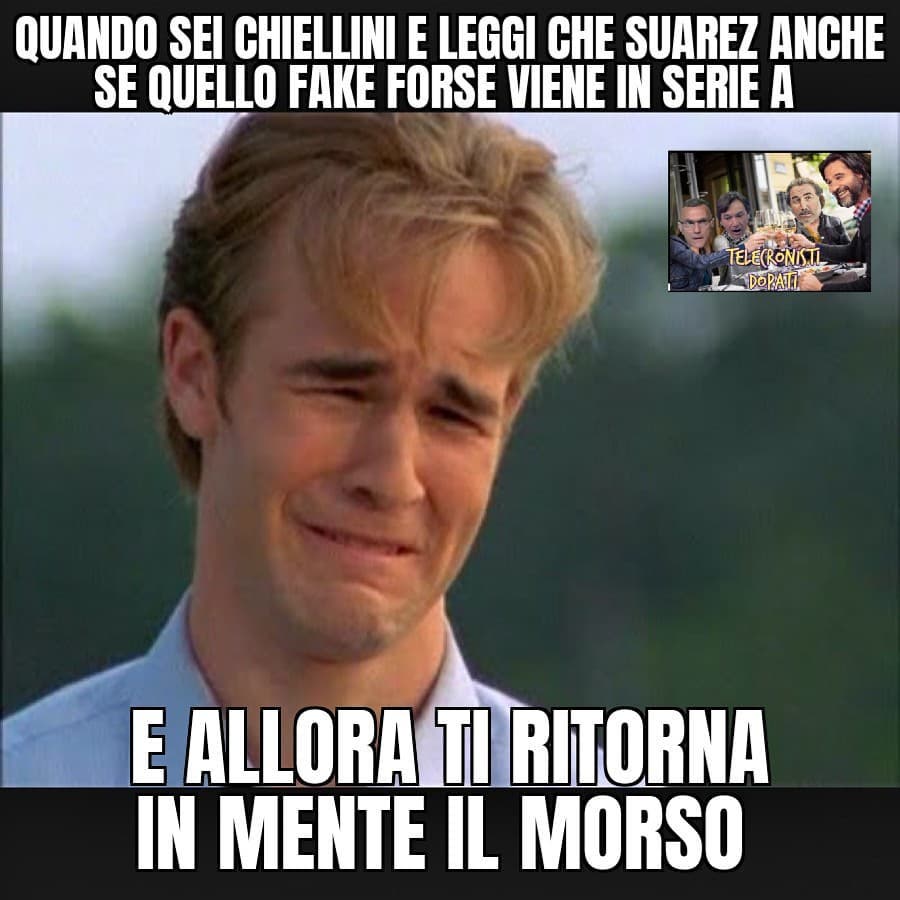 QUANDO SEI CHIELLINI E LEGGI CHE SUAREZ ANCHE
SE QUELLO FAKE FORSE VIENE IN SERIE A
TELECRONISTI
DOPATI
E ALLORA TI RITORNA
IN MENTE IL MORSO